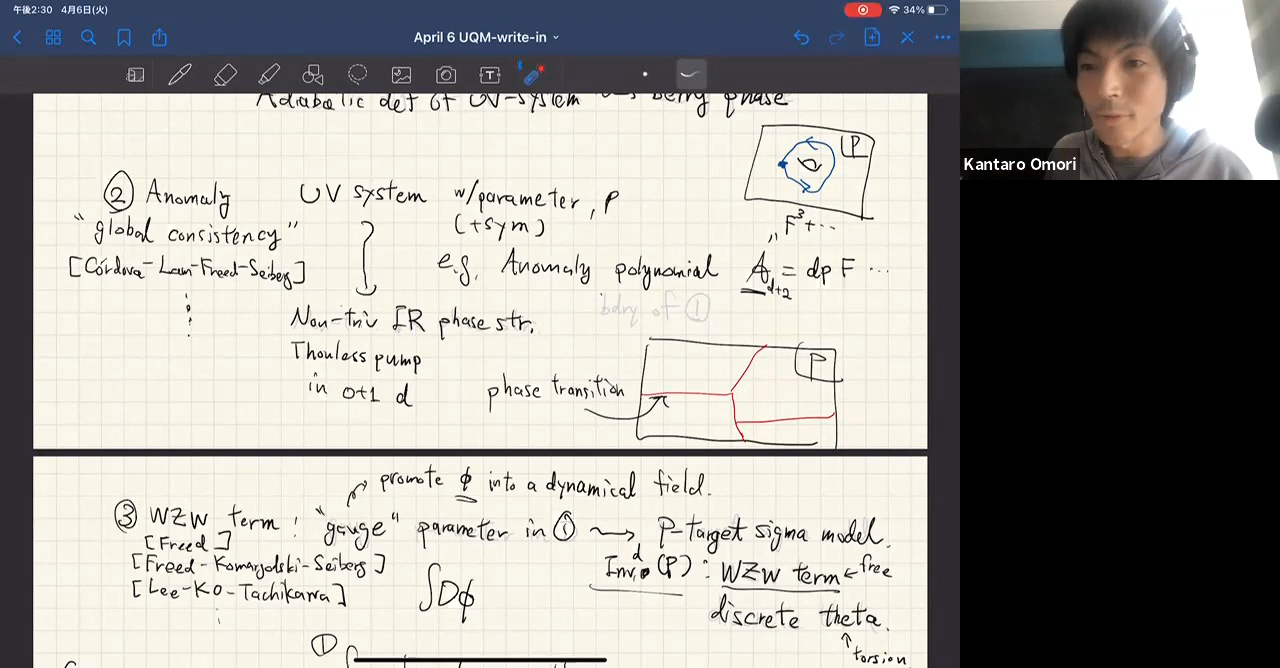 午後2:30 4月6日(火)
34%
April 6 UQM-write-in
Kantaro Omori
Adiabatic def of UV-system Berry phase
② Anomaly
"global consistency"
[Córdova-Lam-Freed-Seiberg]
UV system w/parameter, P
(+sym)
e.g. Anomaly polynomial
A d+2 = dp F ...
"F³+...
P
Non-triv IR phase str.
bdry of ①
Thouless pump
in 0+1 d
phase transition
P
③ WZW term : "gauge" parameter in ① P-target sigma model.
promote ϕ into a dynamical field.
[Freed]
[Freed-Komargodski-Seiberg]
[Lee-Ko-Tachikawa]
∫Dϕ
Inv d (P) : WZW term free
discrete theta.
torsion
①